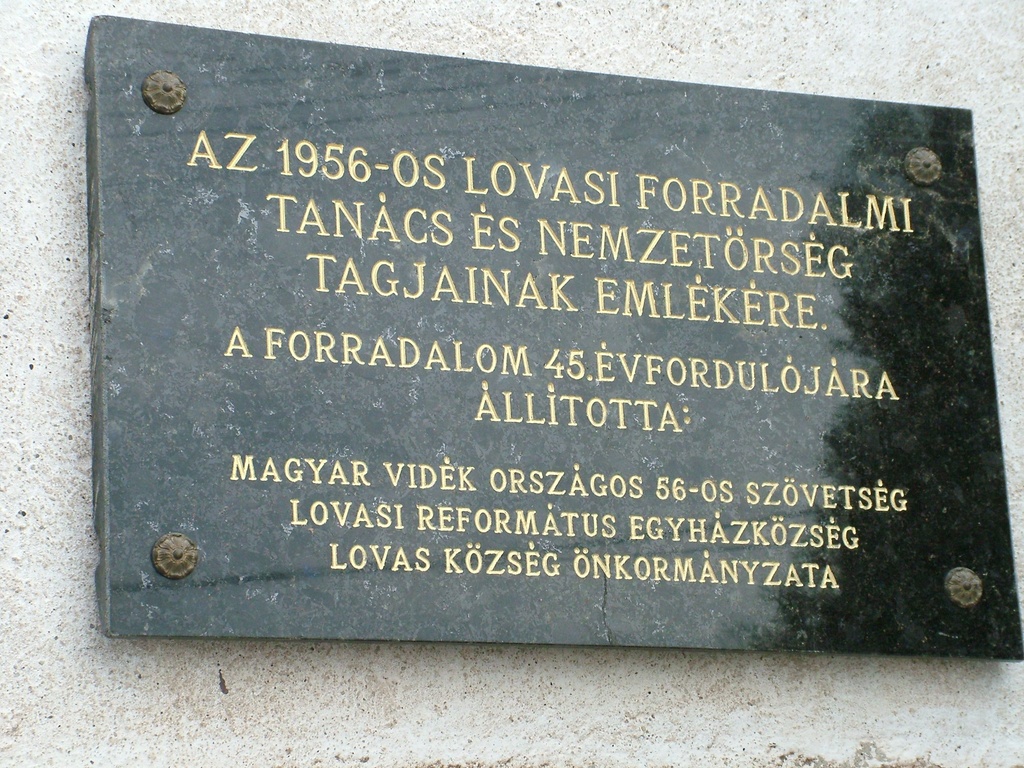 AZ 1956-OS LOVASI FORRADALMI
TANÁCS ÉS NEMZETÖRSÉG
TAGJAINAK EMLÉKÉRE.
A FORRADALOM 45.ÉVFORDULÓJÁRA
ÁLLÍTOTTA:
MAGYAR VIDÉK ORSZÁGOS 56-OS SZÖVETSÉG
LOVASI REFORMÁTUS EGYHÁZKÖZSÉG
LOVAS KÖZSÉG ÖNKORMÁNYZATA